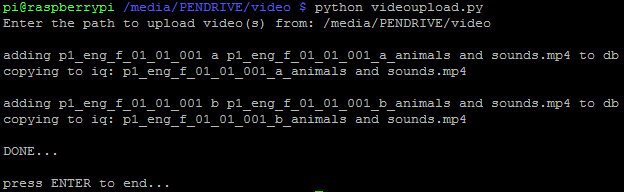 pi@raspberrypi /media/PENDRIVE/video $ python videoupload.py
Enter the path to upload video(s) from: /media/PENDRIVE/video
adding p1_eng_f_01_01_001 a p1_eng_f_01_01_001_a_animals and sounds.mp4 to db
copying to iq: p1_eng_f_01_01_001_a_animals and sounds.mp4
adding p1_eng_f_01_01_001 b p1_eng_f_01_01_001_b_animals and sounds.mp4 to db
copying to iq: p1_eng_f_01_01_001_b_animals and sounds.mp4
DONE...
press ENTER to end...